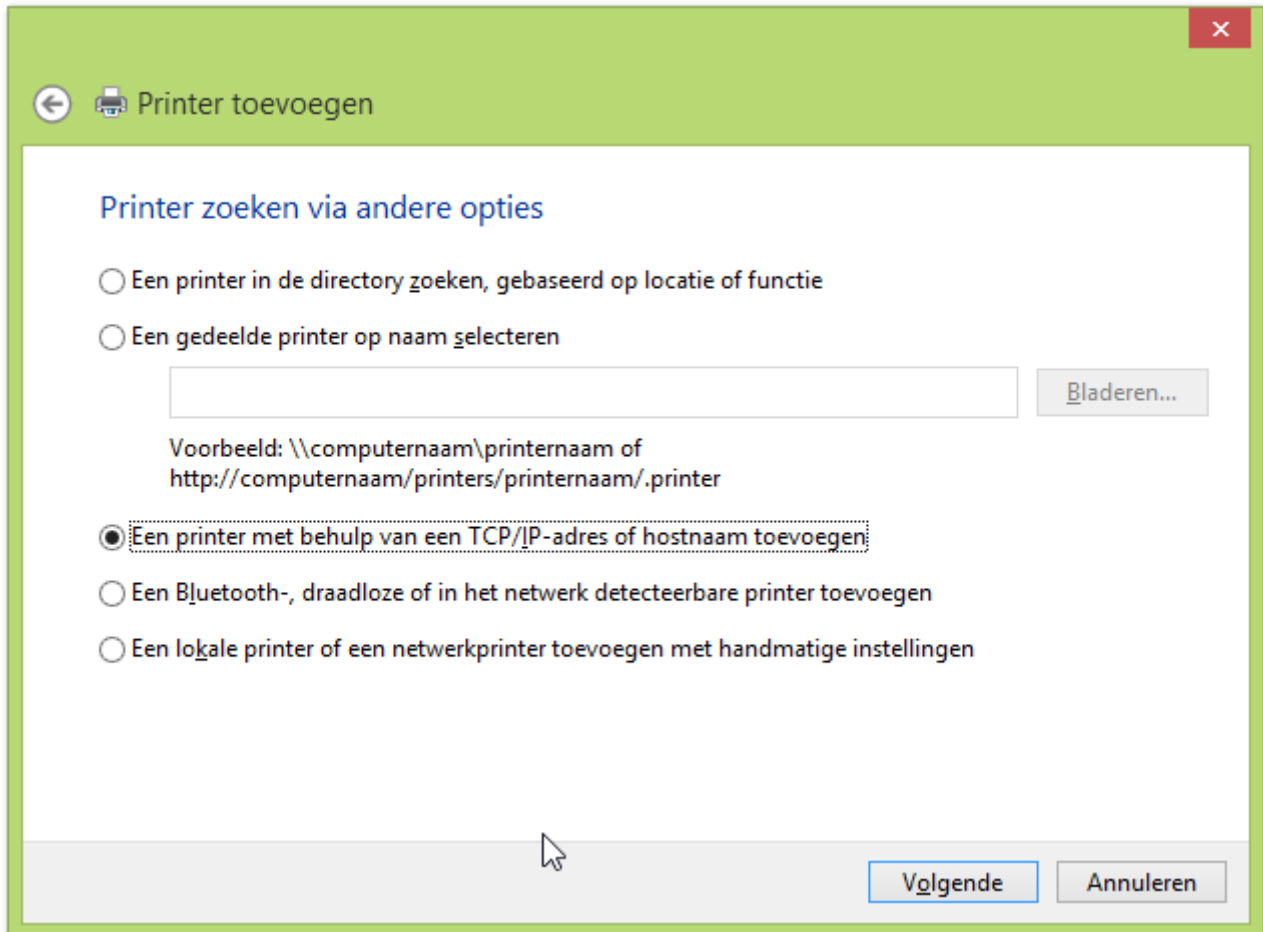 Printer toevoegen
Printer zoeken via andere opties
Een printer in de directory zoeken, gebaseerd op locatie of functie
Een gedeelde printer op naam selecteren
Bladeren...
Voorbeeld: \\computernaam\printernaam of
http://computernaam/printers/printernaam/.printer
Een printer met behulp van een TCP/IP-adres of hostnaam toevoegen
Een Bluetooth-, draadloze of in het netwerk detecteerbare printer toevoegen
Een lokale printer of een netwerkprinter toevoegen met handmatige instellingen
Volgende
Annuleren